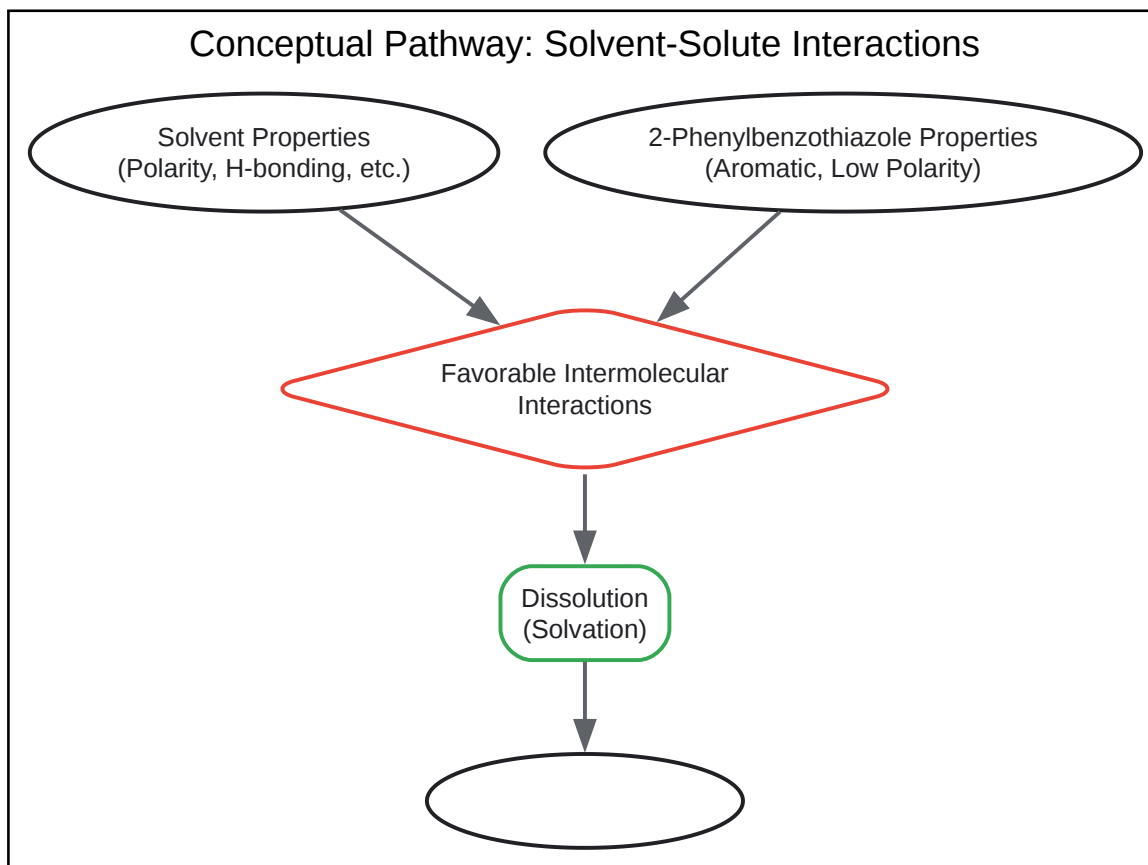 Conceptual Pathway: Solvent-Solute Interactions
Solvent Properties
(Polarity, H-bonding, etc.)
2-Phenylbenzothiazole Properties
(Aromatic, Low Polarity)
Favorable Intermolecular
Interactions
Dissolution
(Solvation)